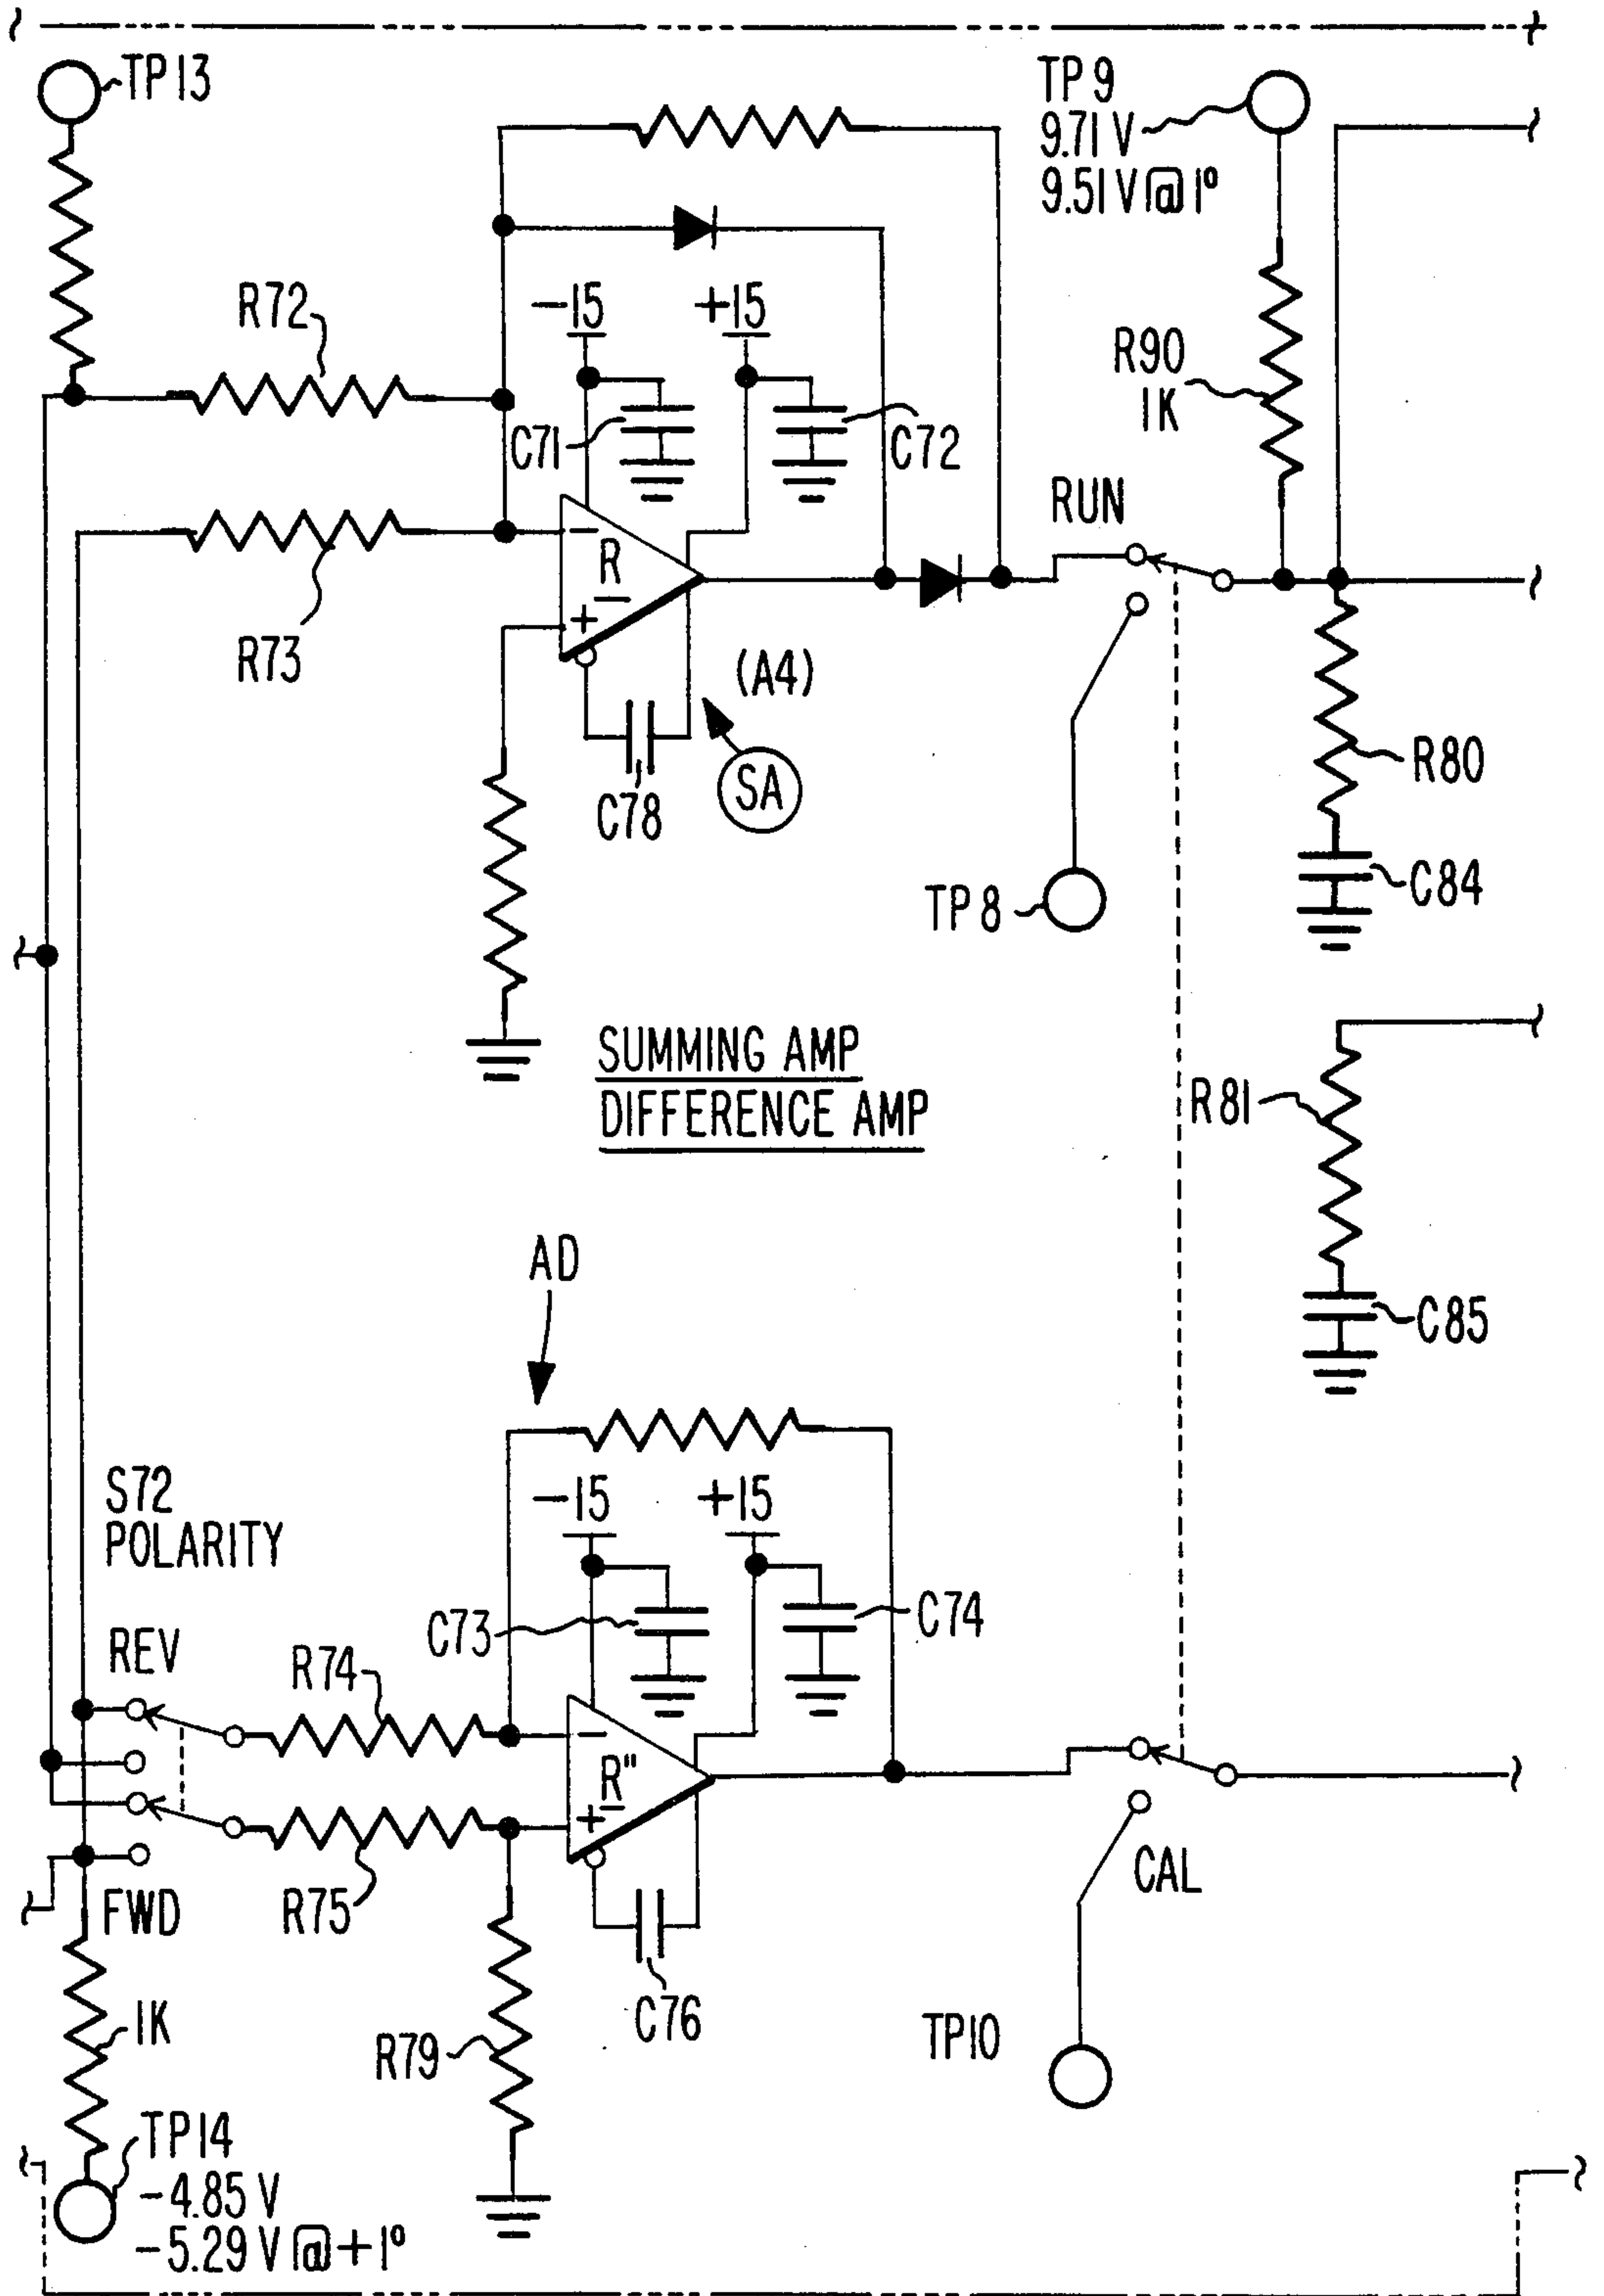 TP13
TP 9
9.71 V
9.51 V@1°
R72
-15
+15
R90
1K
C71
C72
RUN
R73
-
R
+
(A4)
SA
C78
R80
TP 8
C84
SUMMING AMP
DIFFERENCE AMP
R81
AD
C85
S72
POLARITY
-15
+15
C73
C74
REV
R74
-
R"
+
FWD
R75
CAL
C76
1K
R79
TP10
TP14
-4.85 V
-5.29 V@+1°